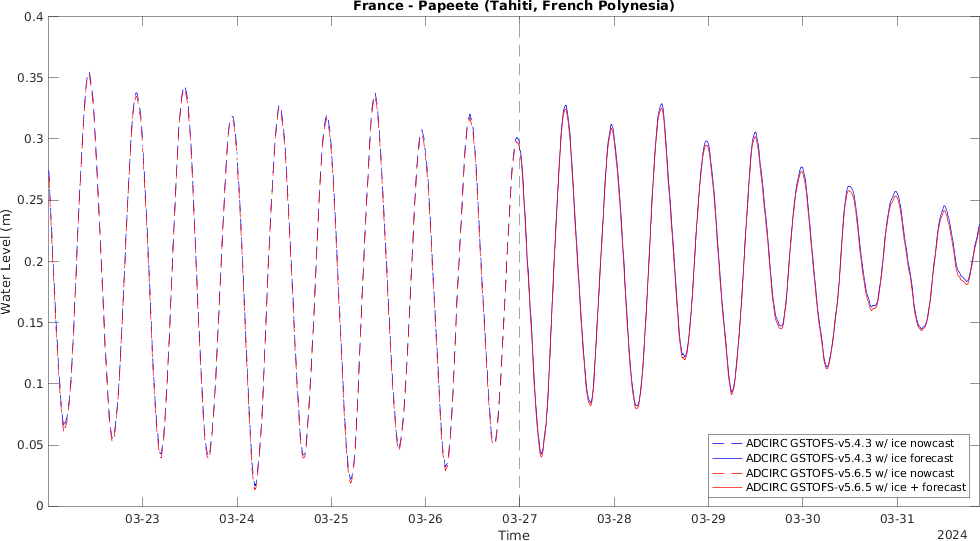 France - Papeete (Tahiti, French Polynesia)
0.4
0.35
0.3
0.25
0.2
0.15
0.1
0.05
0
Water Level (m)
ADCIRC GSTOFS-v5.4.3 w/ ice nowcast
ADCIRC GSTOFS-v5.4.3 w/ ice forecast
ADCIRC GSTOFS-v5.6.5 w/ ice nowcast
ADCIRC GSTOFS-v5.6.5 w/ ice + forecast
03-23 03-24 03-25 03-26 03-27 03-28 03-29 03-30 03-31
Time
2024